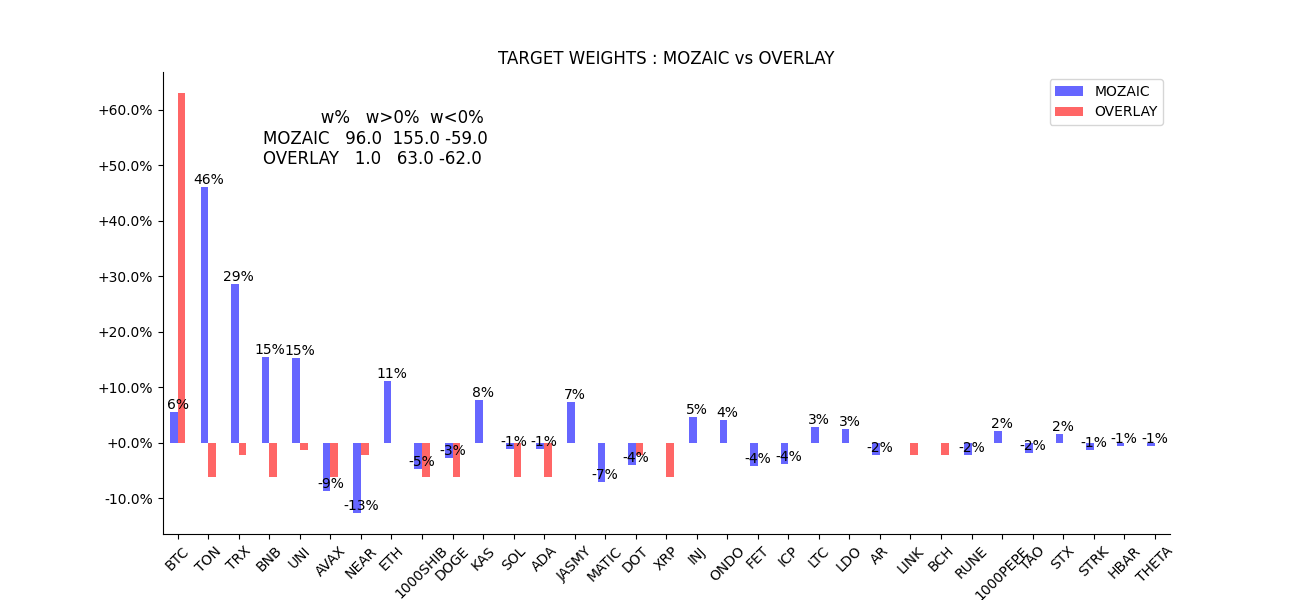 TARGET WEIGHTS : MOZAIC vs OVERLAY
MOZAIC
OVERLAY
w% w>0% w<0%
MOZAIC 96.0 155.0 -59.0
OVERLAY 1.0 63.0 -62.0
+60.0%
+50.0%
+40.0%
+30.0%
+20.0%
+10.0%
+0.0%
-10.0%
6%
46%
29%
15%
15%
-9%
-13%
11%
-5%
-3%
8%
-1%
-1%
7%
-7%
-4%
5%
4%
-4%
-4%
3%
3%
-2%
-2%
2%
-2%
2%
-1%
-1%
-1%
BTC
TON
TRX
BNB
UNI
AVAX
NEAR
ETH
1000SHIB
DOGE
KAS
SOL
ADA
JASMY
MATIC
DOT
XRP
INJ
ONDO
FET
ICP
LTC
LDO
AR
LINK
BCH
RUNE
1000PEPE
TAO
STX
STRK
HBAR
THETA